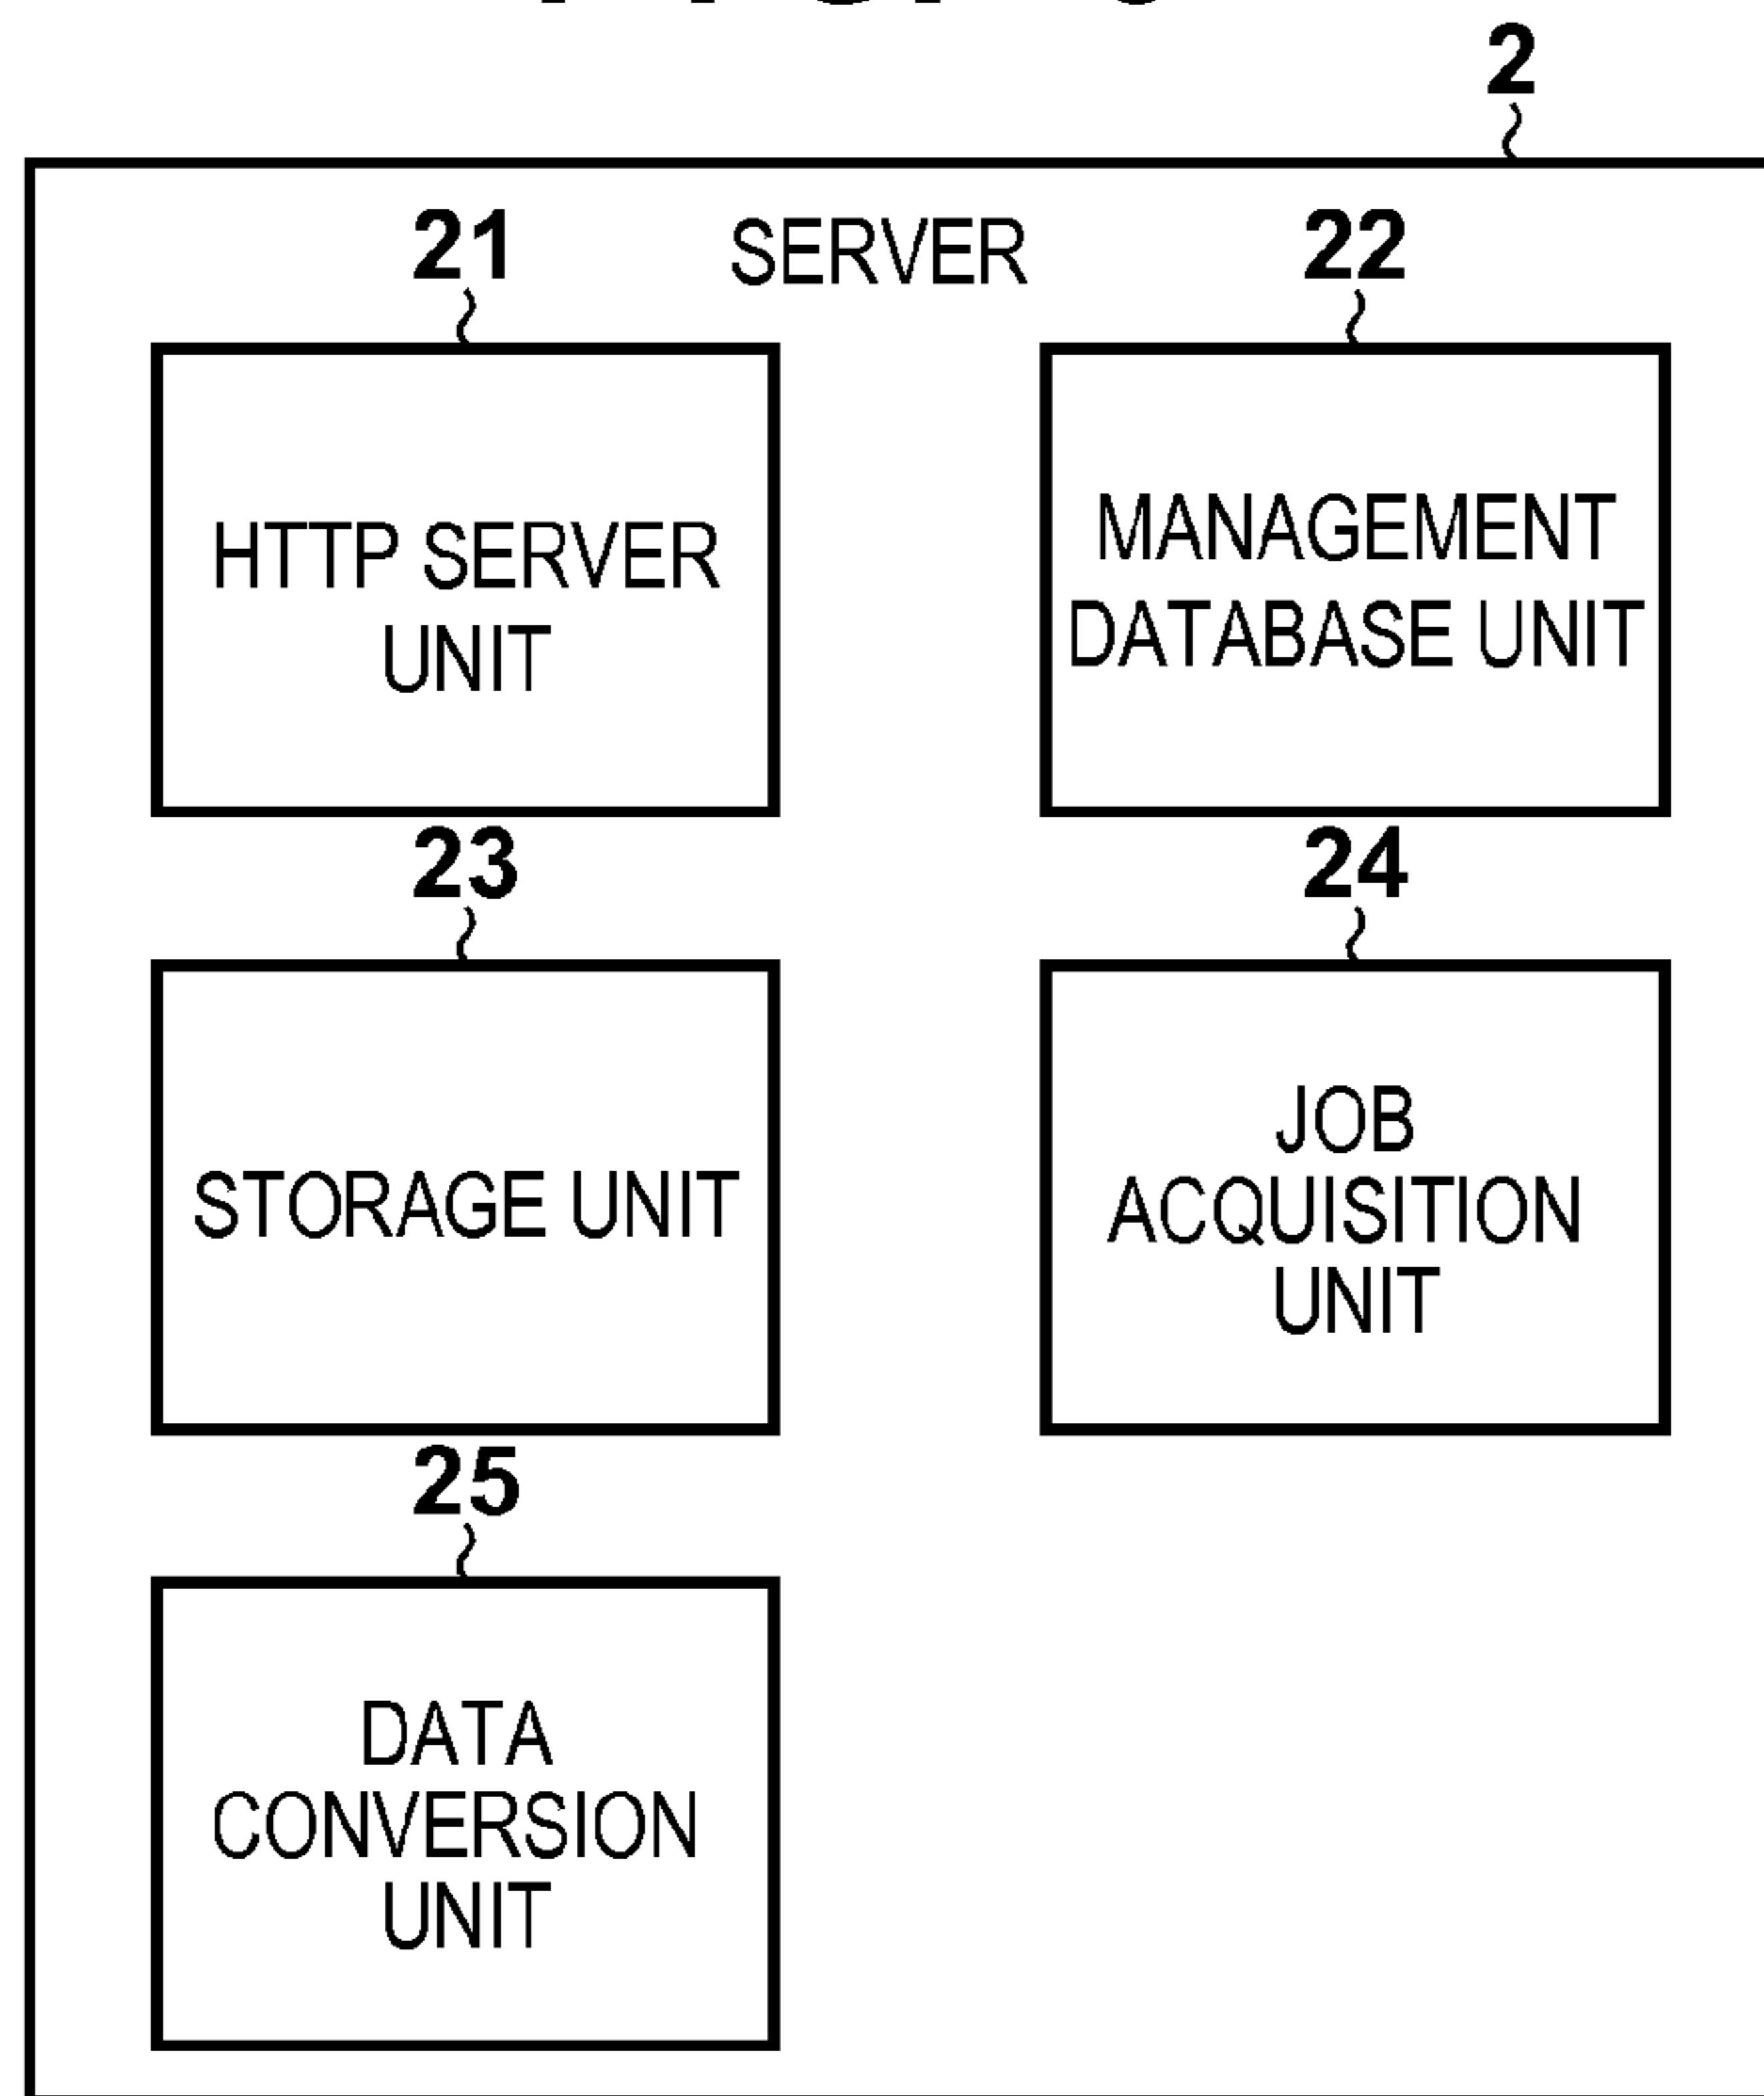 2
SERVER
21
22
HTTP SERVER
UNIT
MANAGEMENT
DATABASE UNIT
23
24
STORAGE UNIT
JOB
ACQUISITION
UNIT
25
DATA
CONVERSION
UNIT